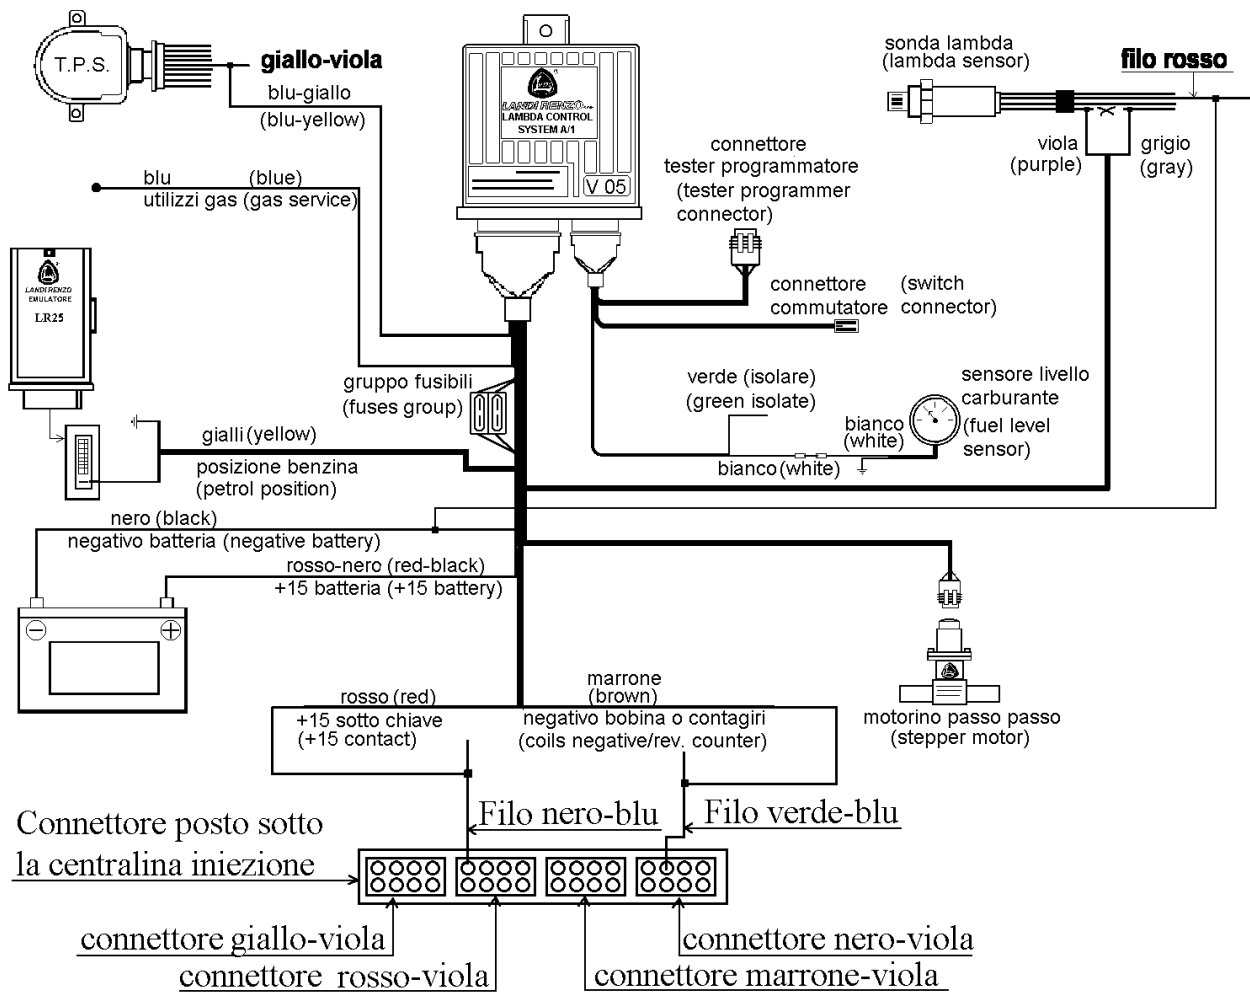 T.P.S.
giallo-viola
blu-giallo
(blu-yellow)
blu (blue)
utilizzi gas (gas service)
LANDI RENZO
LAMBDA CONTROL
SYSTEM A/1
V 05
sonda lambda
(lambda sensor)
filo rosso
viola
(purple)
grigio
(gray)
connettore
tester programmatore
(tester programmer
connector)
connettore
commutatore
(switch
connector)
LANDI RENZO
EMULATORE
LR25
gruppo fusibili
(fuses group)
verde (isolare)
(green isolate)
sensore livello
carburante
(fuel level
sensor)
bianco
(white)
bianco (white)
gialli (yellow)
posizione benzina
(petrol position)
nero (black)
negativo batteria (negative battery)
rosso-nero (red-black)
+15 batteria (+15 battery)
motorino passo passo
(stepper motor)
rosso (red)
+15 sotto chiave
(+15 contact)
marrone
(brown)
negativo bobina o contagiri
(coils negative/rev. counter)
Filo nero-blu
Filo verde-blu
Connettore posto sotto
la centralina iniezione
connettore giallo-viola
connettore rosso-viola
connettore nero-viola
connettore marrone-viola